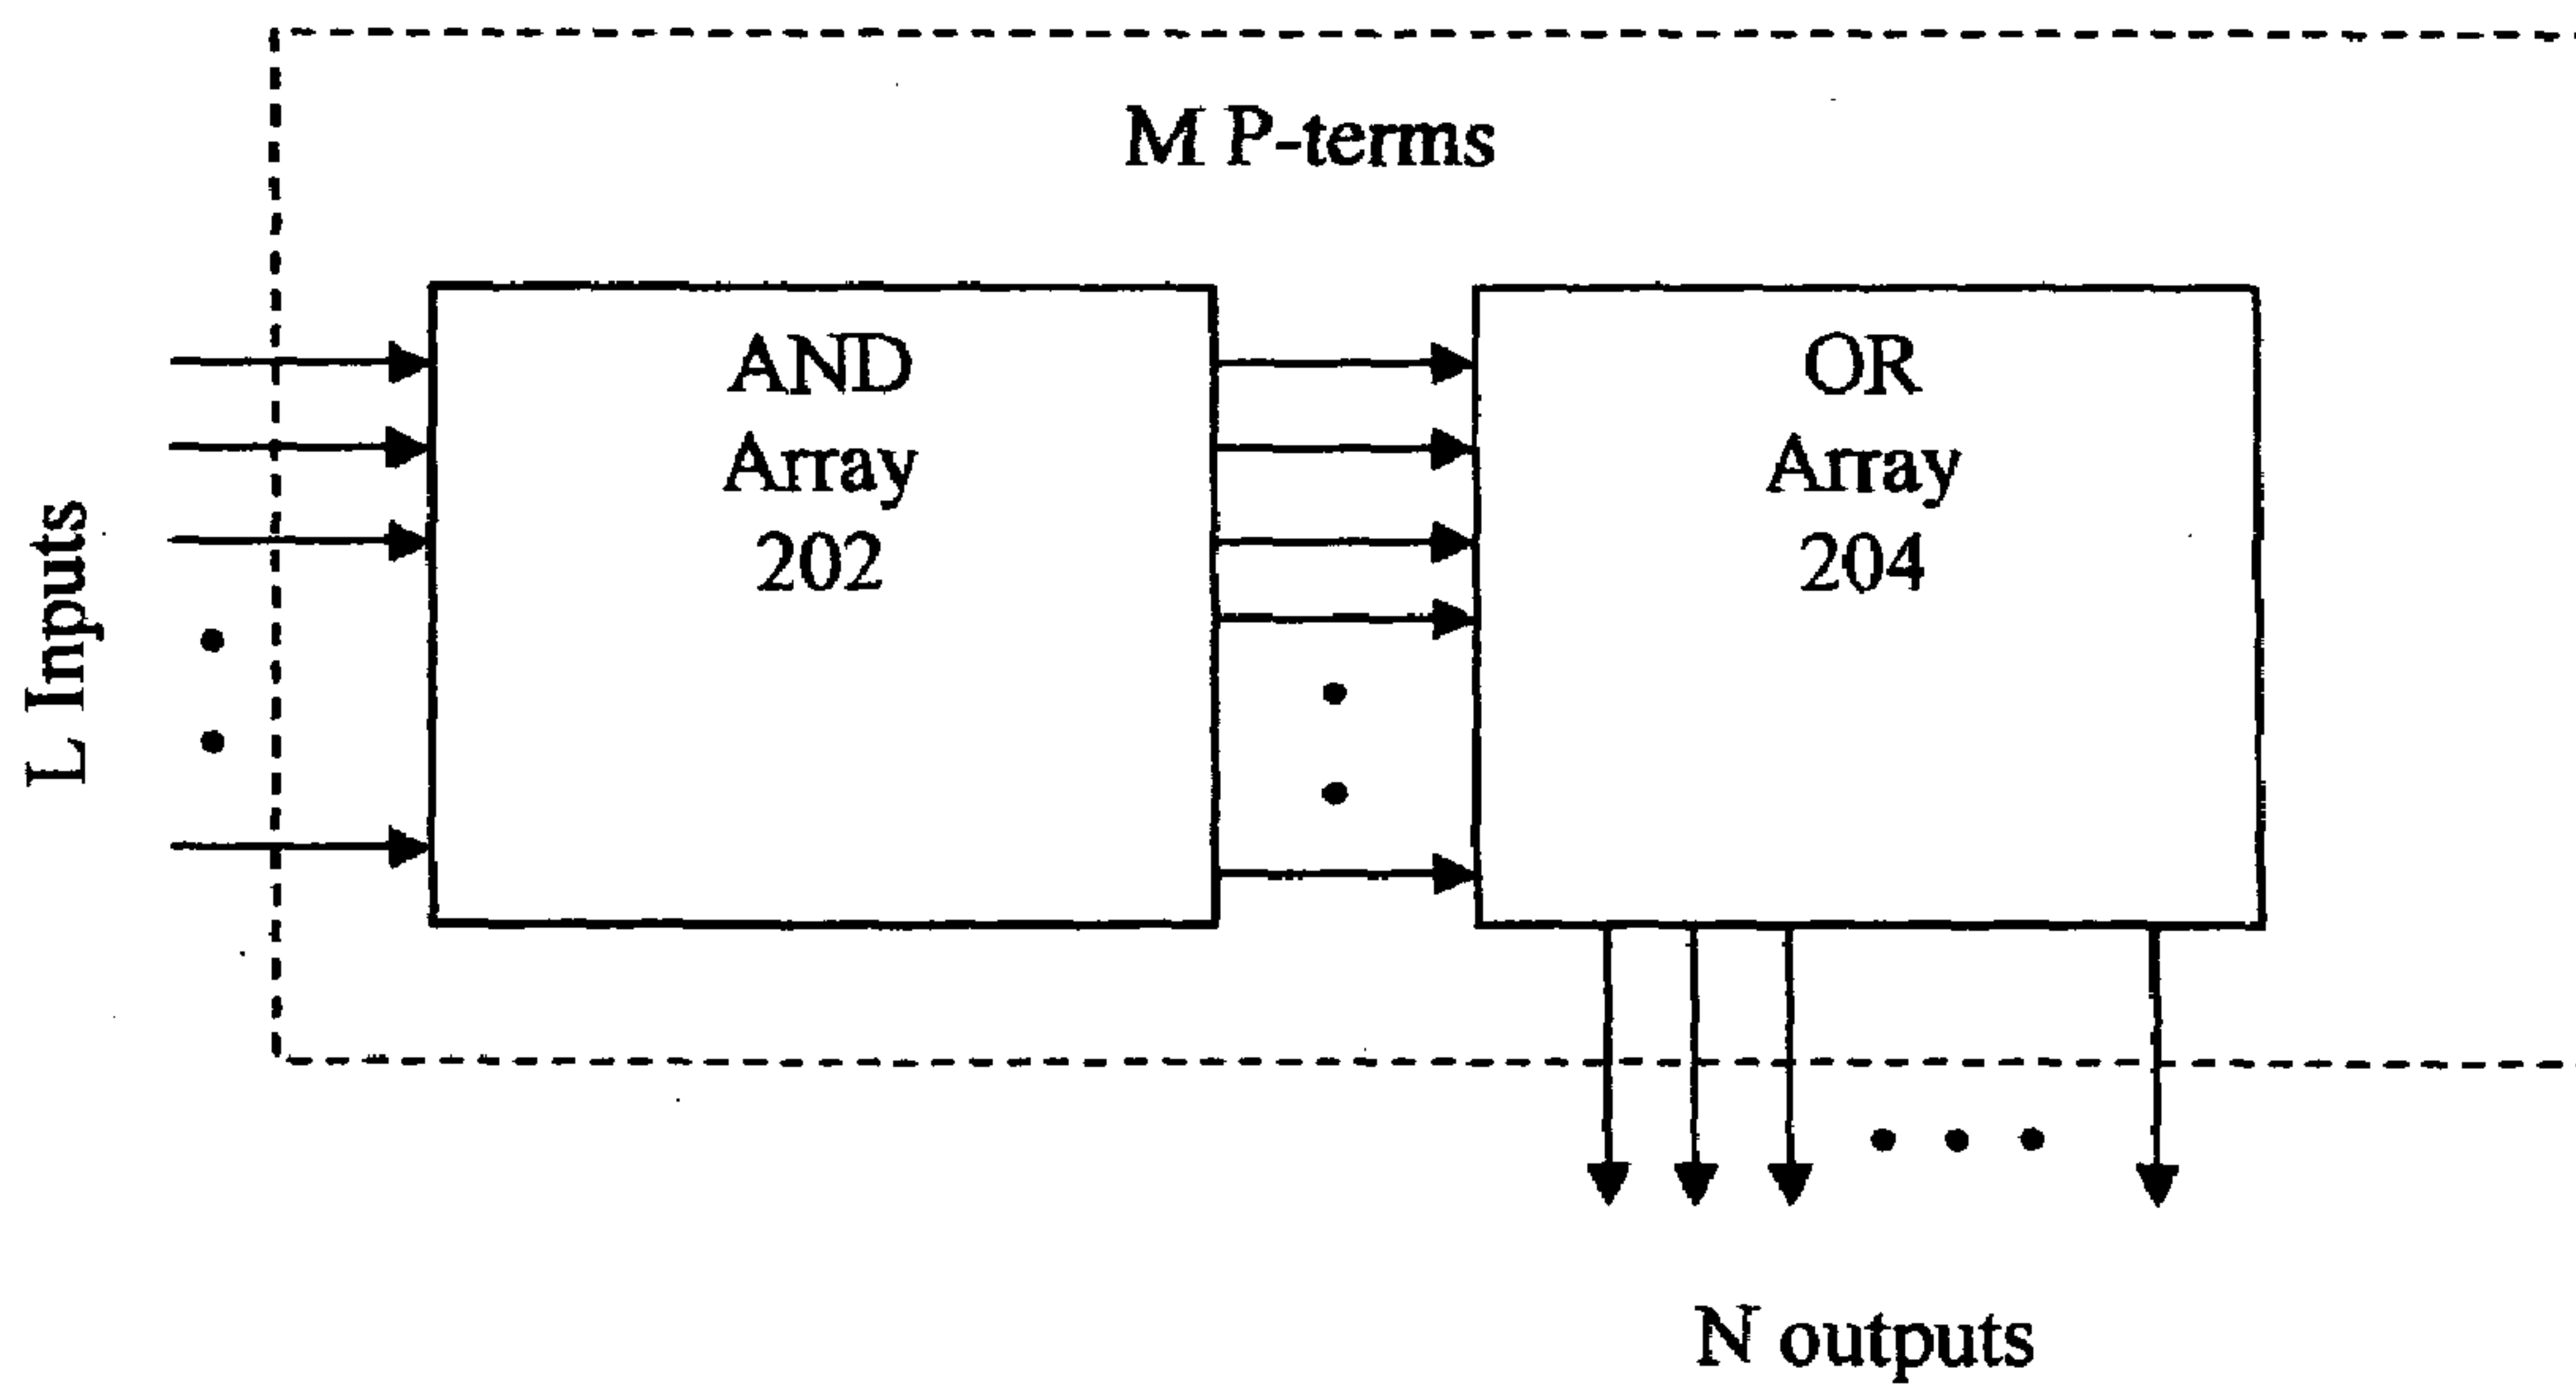 M P-terms
L Inputs
AND
Array
202
OR
Array
204
N outputs